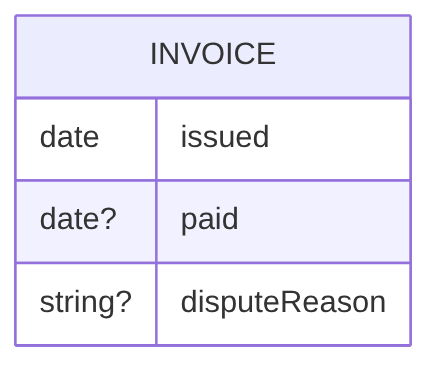 INVOICE
date issued
date? paid
string? disputeReason